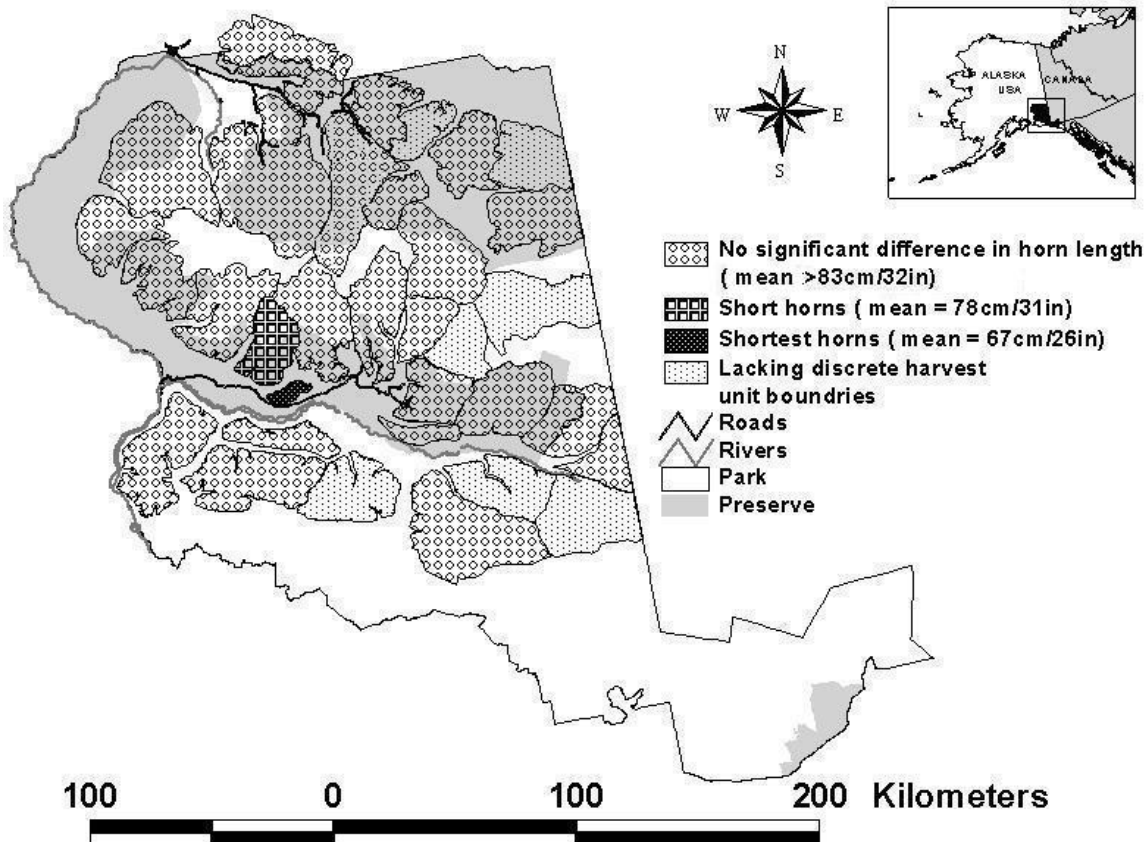 N
W E
S
ALASKA
USA
CANADA
No significant difference in horn length
( mean >83cm/32in)
Short horns ( mean = 78cm/31in)
Shortest horns ( mean = 67cm/26in)
Lacking discrete harvest
unit boundries
Roads
Rivers
Park
Preserve
100 0 100 200 Kilometers